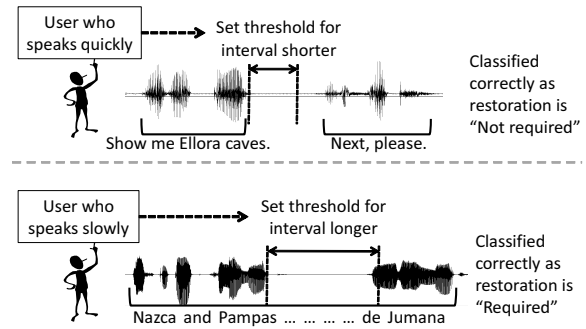 User who
speaks quickly
Set threshold for
interval shorter
Classified
correctly as
restoration is
“Not required”
Show me Ellora caves.
Next, please.
User who
speaks slowly
Set threshold for
interval longer
Classified
correctly as
restoration is
“Required”
Nazca and Pampas … … … … de Jumana